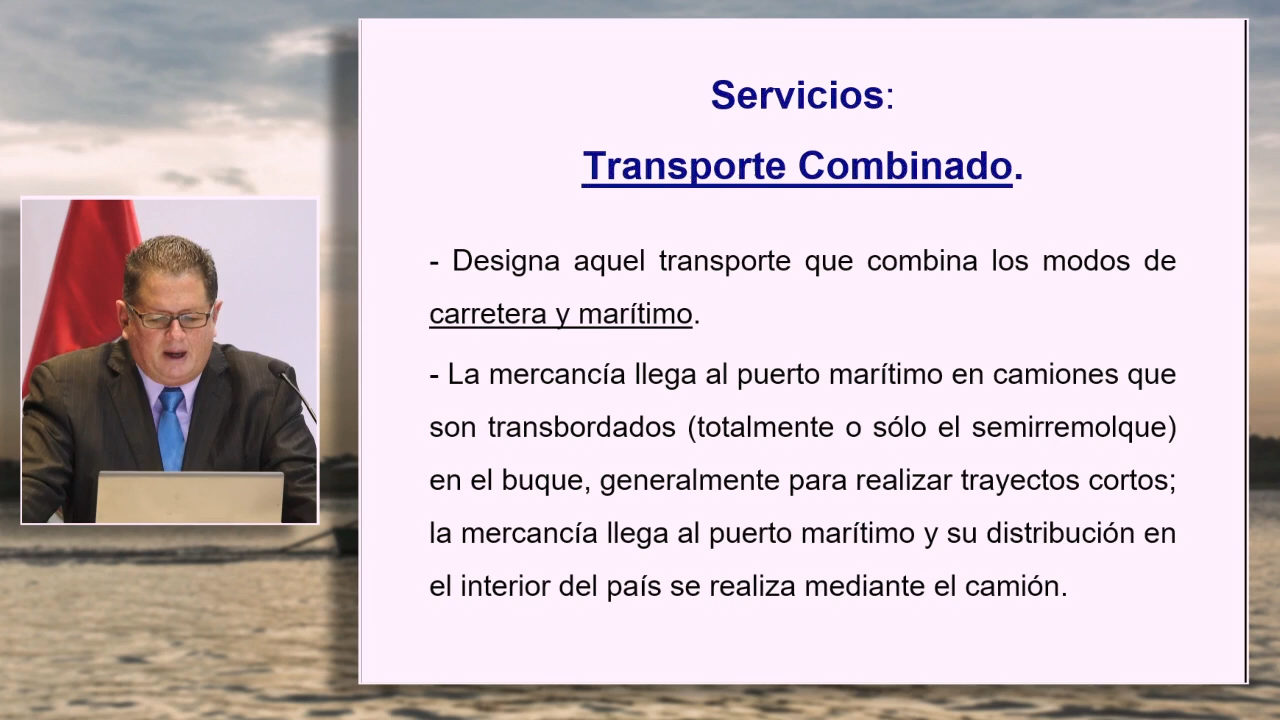 Servicios:
Transporte Combinado.
- Designa aquel transporte que combina los modos de
carretera y marítimo.
- La mercancía llega al puerto marítimo en camiones que
son transbordados (totalmente o sólo el semirremolque)
en el buque, generalmente para realizar trayectos cortos;
la mercancía llega al puerto marítimo y su distribución en
el interior del país se realiza mediante el camión.